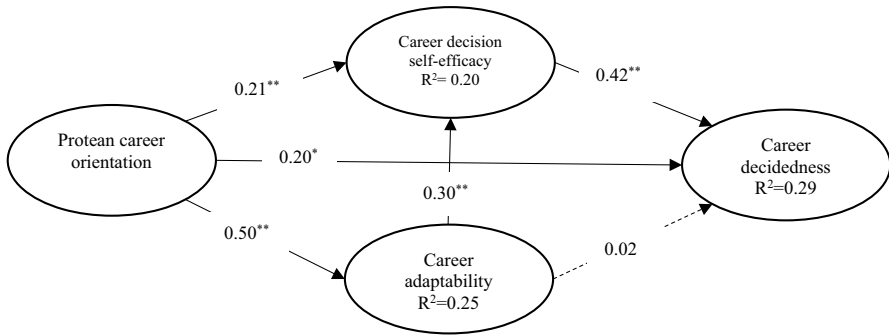 Career decision
self-efficacy
R²= 0.20
0.21**
0.42**
Protean career
orientation
0.20*
Career
decidedness
R²=0.29
0.30**
0.50**
0.02
Career
adaptability
R²=0.25